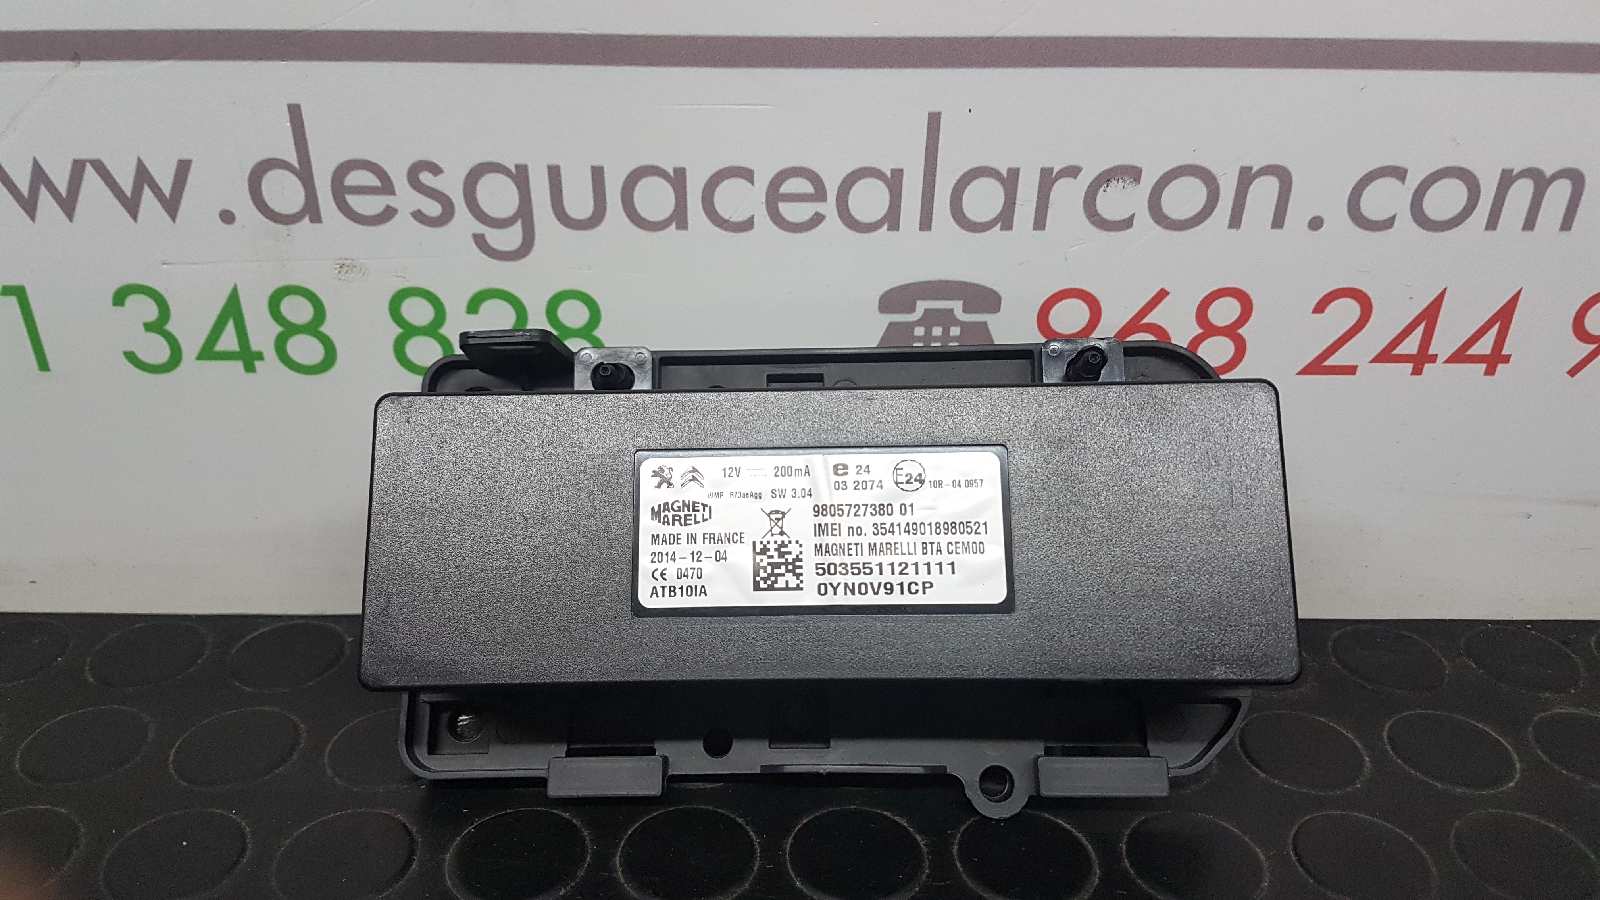 ww.desguacealarcon.com
1 348 828
968 244 9
12V 200mA e 24
03 2074 E24 10R-04 0957
SW 3.04
MAGNETI
MARELLI
9805727380 01
IMEI no. 354149018980521
MADE IN FRANCE
MAGNETI MARELLI BTA CEM00
2014-12-04
503551121111
CE 0470
ATB10IA
0YN0V91CP